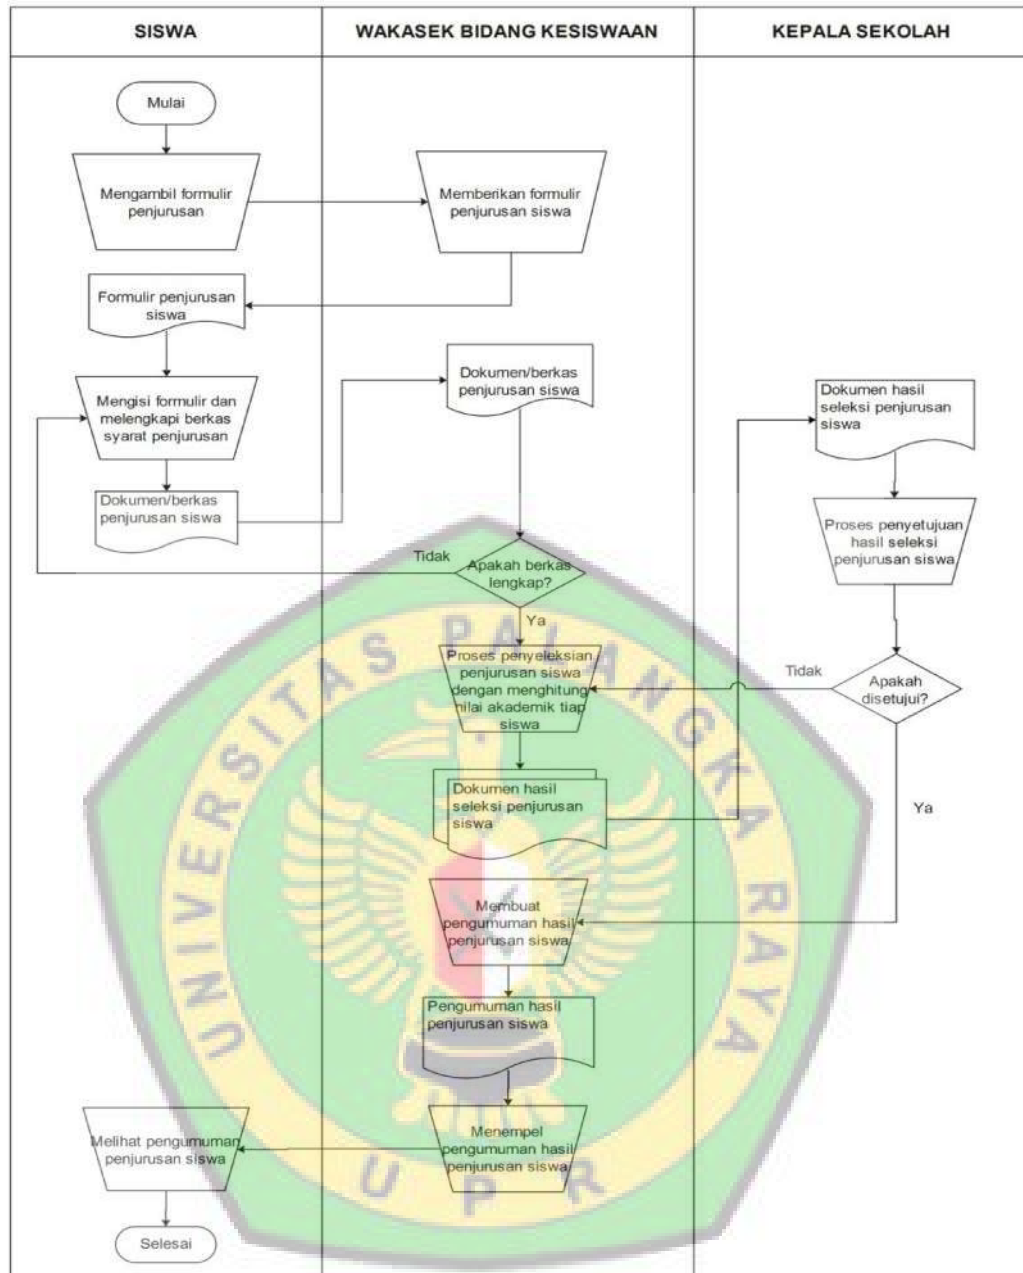 SISWA
WAKASEK BIDANG KESISWAAN
KEPALA SEKOLAH
Mulai
Mengambil formulir
penjurusan
Memberikan formulir
penjurusan siswa
Formulir penjurusan
siswa
Mengisi formulir dan
melengkapi berkas
syarat penjurusan
Dokumen/berkas
penjurusan siswa
Dokumen/berkas
penjurusan siswa
Apakah berkas
lengkap?
Tidak
Ya
Proses penyeleksian
penjurusan siswa
dengan menghitung
nilai akademik tiap
siswa
Dokumen hasil
seleksi penjurusan
siswa
Dokumen hasil
seleksi penjurusan
siswa
Proses penyetujuan
hasil seleksi
penjurusan siswa
Apakah
disetujui?
Tidak
Ya
Membuat
pengumuman hasil
penjurusan siswa
Pengumuman hasil
penjurusan siswa
Menempel
pengumuman hasil
penjurusan siswa
Melihat pengumuman
penjurusan siswa
Selesai
UNIVERSITAS PALANGKA RAYA
UPR